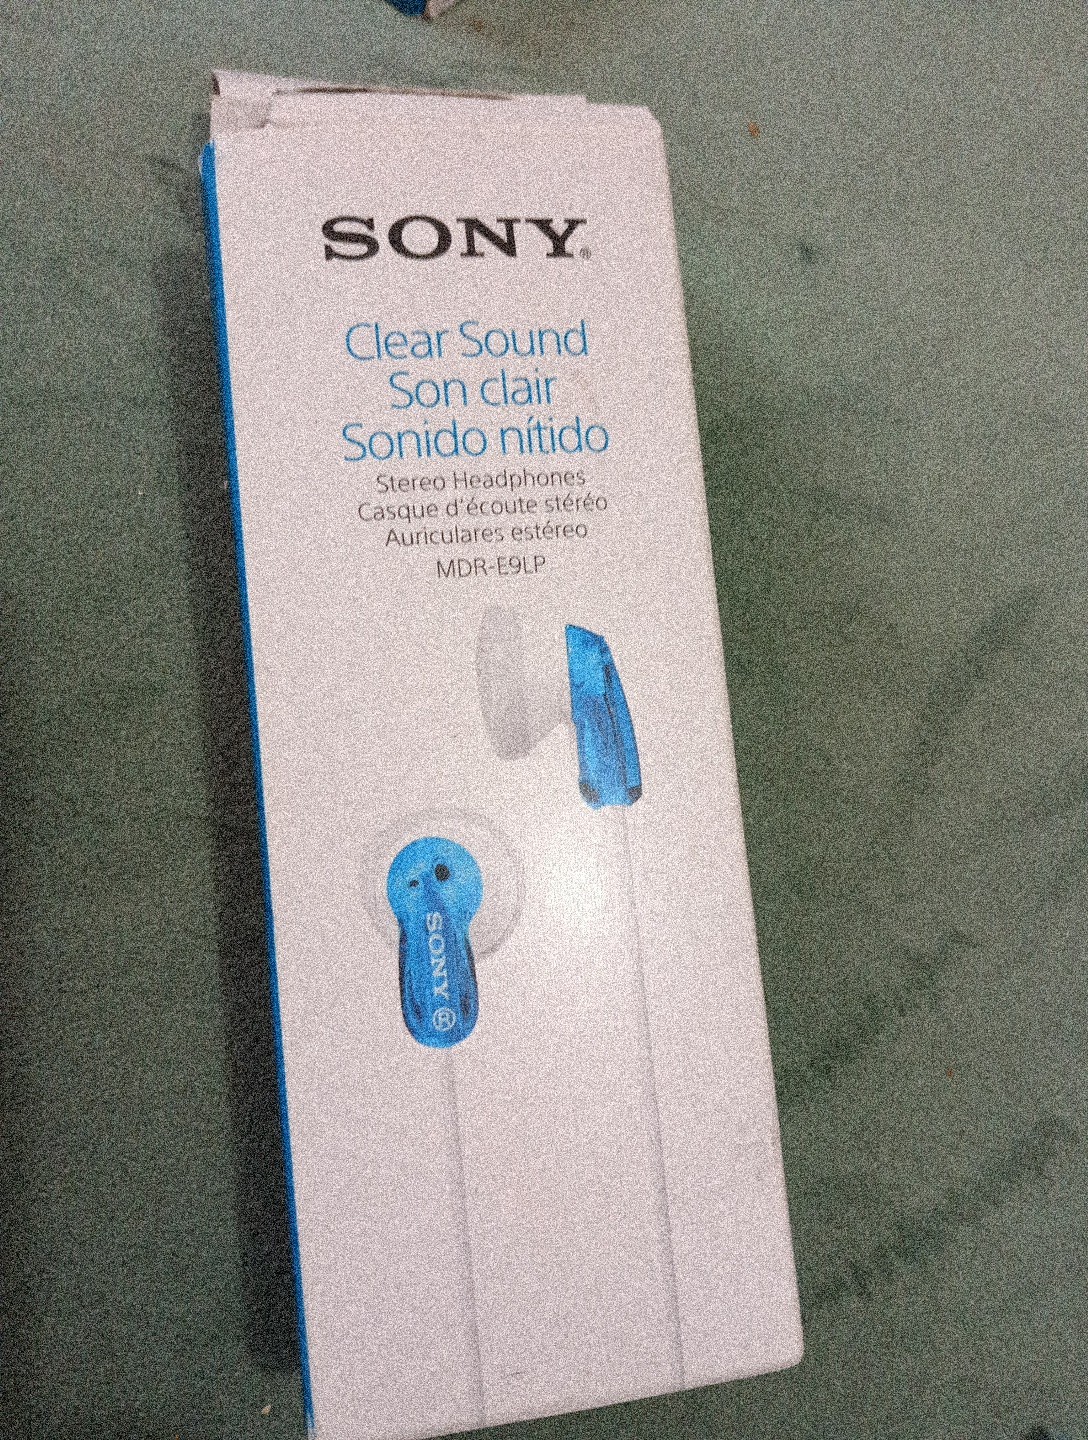 SONY®
Clear Sound
Son clair
Sonido nítido
Stereo Headphones
Casque d'écoute stéréo
Auriculares estéreo
MDR-E9LP
SONY
R